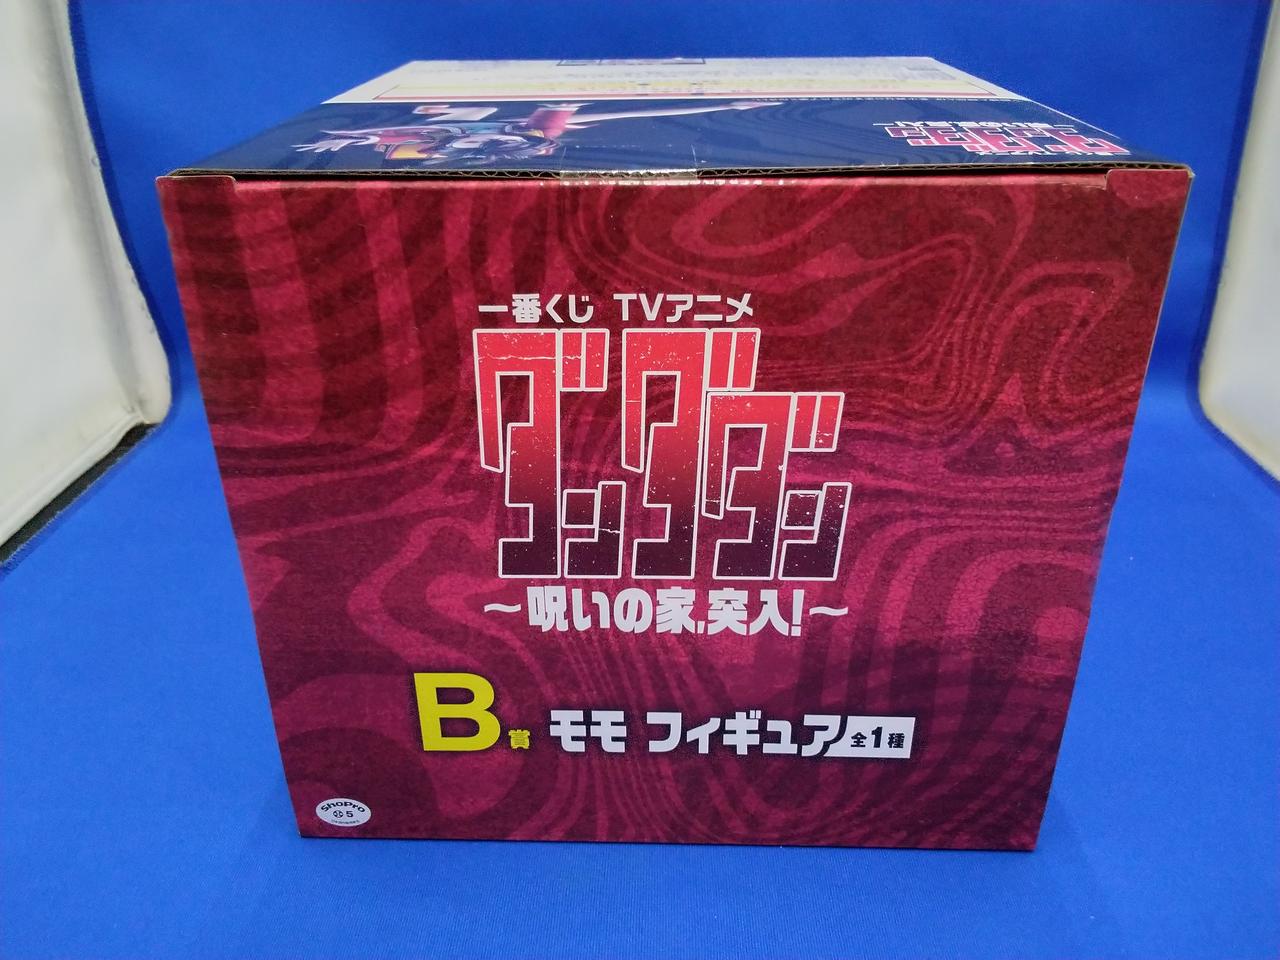 一番くじ TVアニメ
ダンダダン
～呪いの家、突入!～
B賞 モモ フィギュア 全1種
ShoPro
5